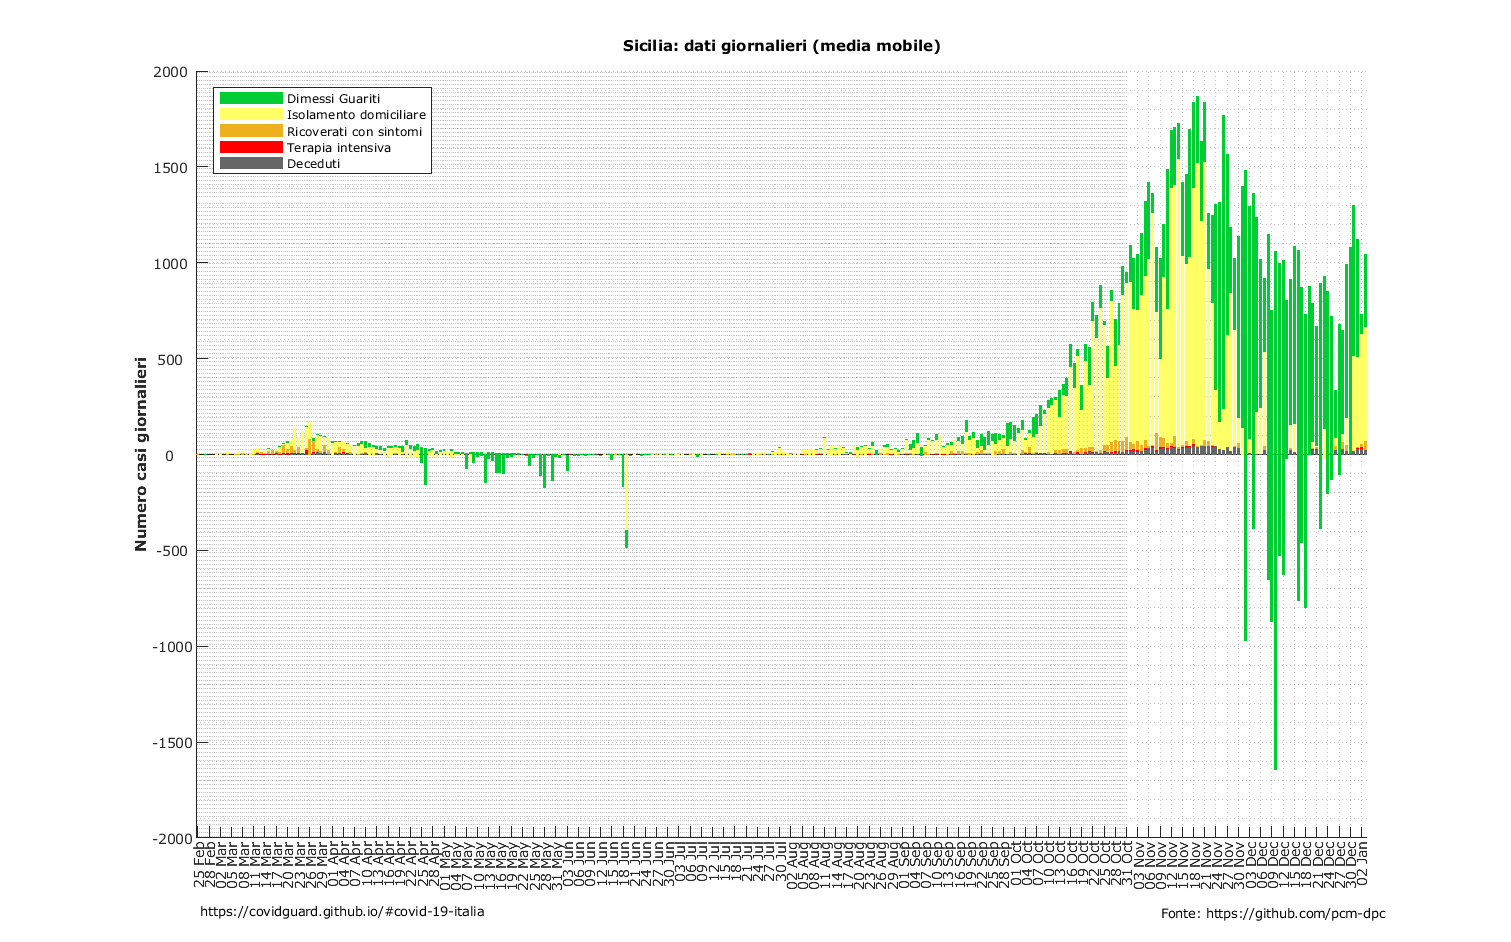 Sicilia: dati giornalieri (media mobile)
Dimessi Guariti
Isolamento domiciliare
Ricoverati con sintomi
Terapia intensiva
Deceduti
Numero casi giornalieri
2000
1500
1000
500
0
-500
-1000
-1500
-2000
25 Feb
28 Feb
02 Mar
05 Mar
08 Mar
11 Mar
14 Mar
17 Mar
20 Mar
23 Mar
26 Mar
29 Mar
01 Apr
04 Apr
07 Apr
10 Apr
13 Apr
16 Apr
19 Apr
22 Apr
25 Apr
28 Apr
01 May
04 May
07 May
10 May
13 May
16 May
19 May
22 May
25 May
28 May
31 May
03 Jun
06 Jun
09 Jun
12 Jun
15 Jun
18 Jun
21 Jun
24 Jun
27 Jun
30 Jun
03 Jul
06 Jul
09 Jul
12 Jul
15 Jul
18 Jul
21 Jul
24 Jul
27 Jul
30 Jul
02 Aug
05 Aug
08 Aug
11 Aug
14 Aug
17 Aug
20 Aug
23 Aug
26 Aug
29 Aug
01 Sep
04 Sep
07 Sep
10 Sep
13 Sep
16 Sep
19 Sep
22 Sep
25 Sep
28 Sep
01 Oct
04 Oct
07 Oct
10 Oct
13 Oct
16 Oct
19 Oct
22 Oct
25 Oct
28 Oct
31 Oct
03 Nov
06 Nov
09 Nov
12 Nov
15 Nov
18 Nov
21 Nov
24 Nov
27 Nov
30 Nov
03 Dec
06 Dec
09 Dec
12 Dec
15 Dec
18 Dec
21 Dec
24 Dec
27 Dec
30 Dec
02 Jan
https://covidguard.github.io/#covid-19-italia
Fonte: https://github.com/pcm-dpc